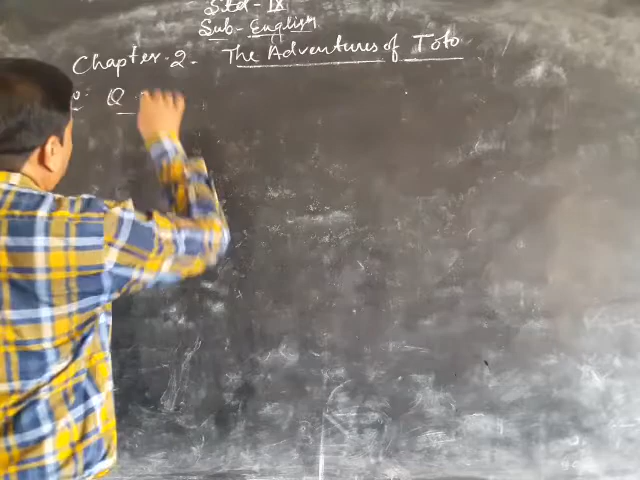 Std - IX
Sub - English
Chapter - 2. The Adventures of Toto
Q